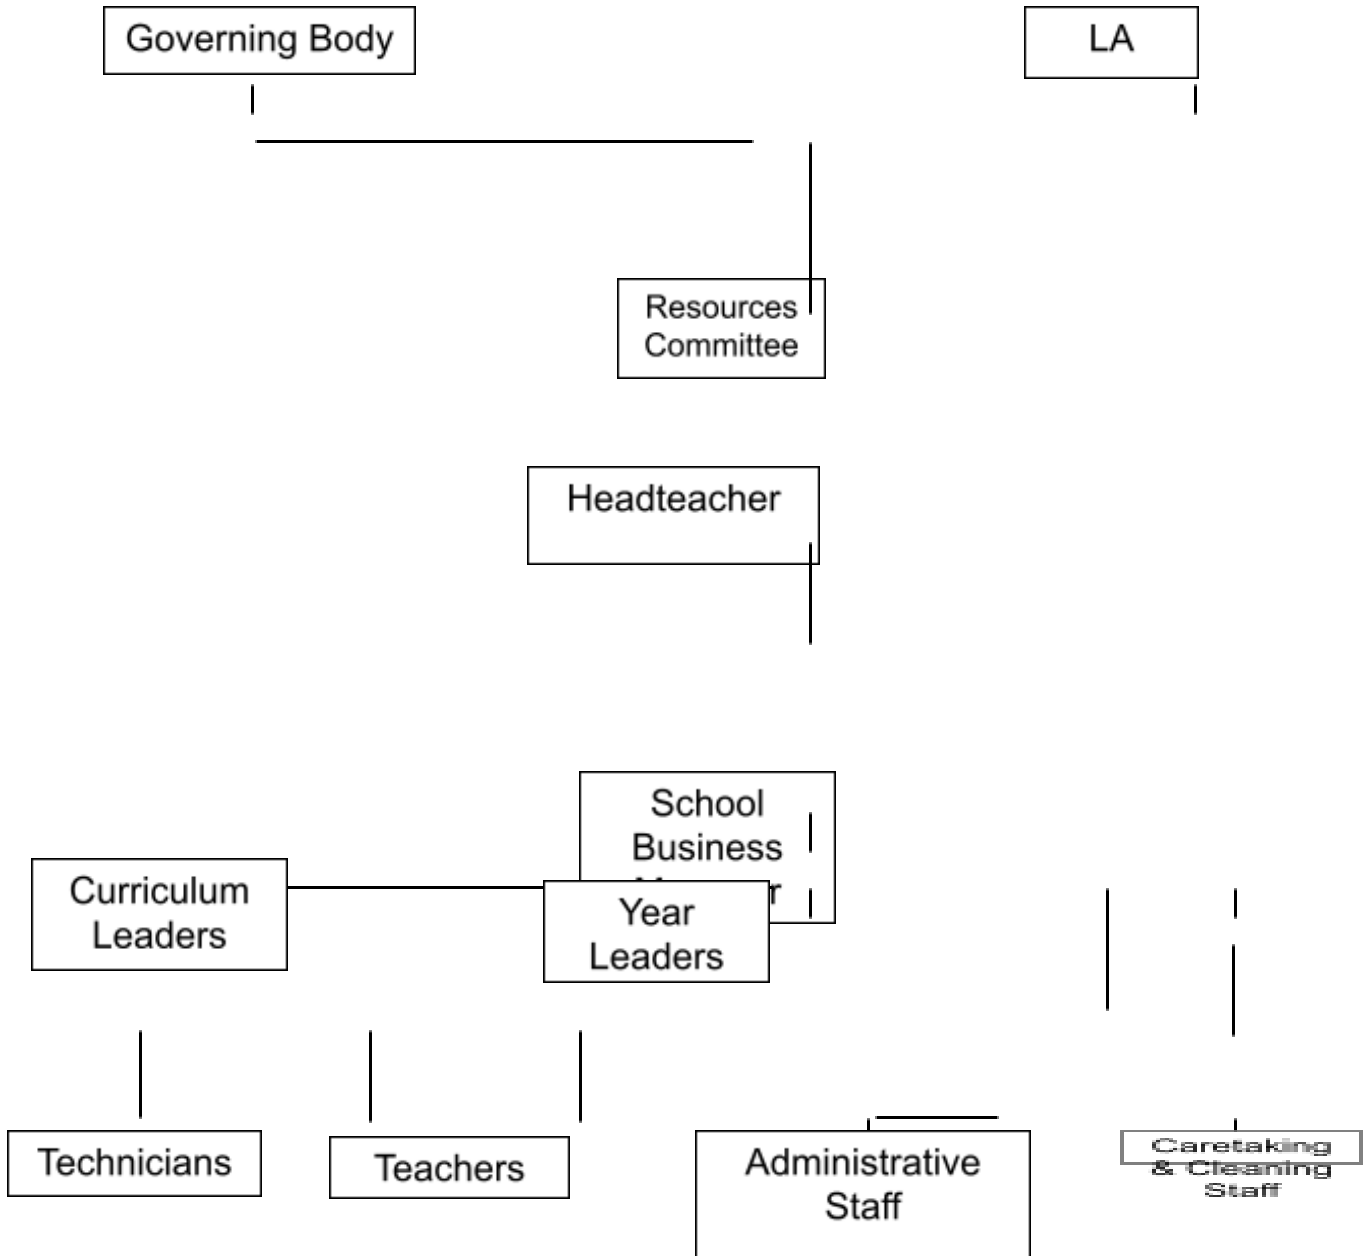 Governing Body
LA
Resources
Committee
Headteacher
School
Business
Curriculum
Leaders
Year
Leaders
Technicians
Teachers
Administrative
Staff
Caretaking
& Cleaning
Staff